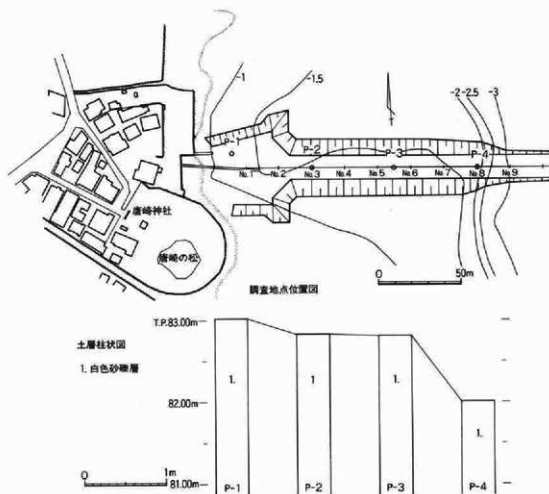 -1
-1.5
-2
-2.5
-3
P-1
P-2
P-3
P-4
No.1
No.2
No.3
No.4
No.5
No.6
No.7
No.8
No.9
唐崎神社
唐崎の松
調査地点位置図
0 50m
T.P.83.00m
土層柱状図
1. 白色砂礫層
1.
1
1.
82.00m
1.
0 1m
81.00m
P-1
P-2
P-3
P-4